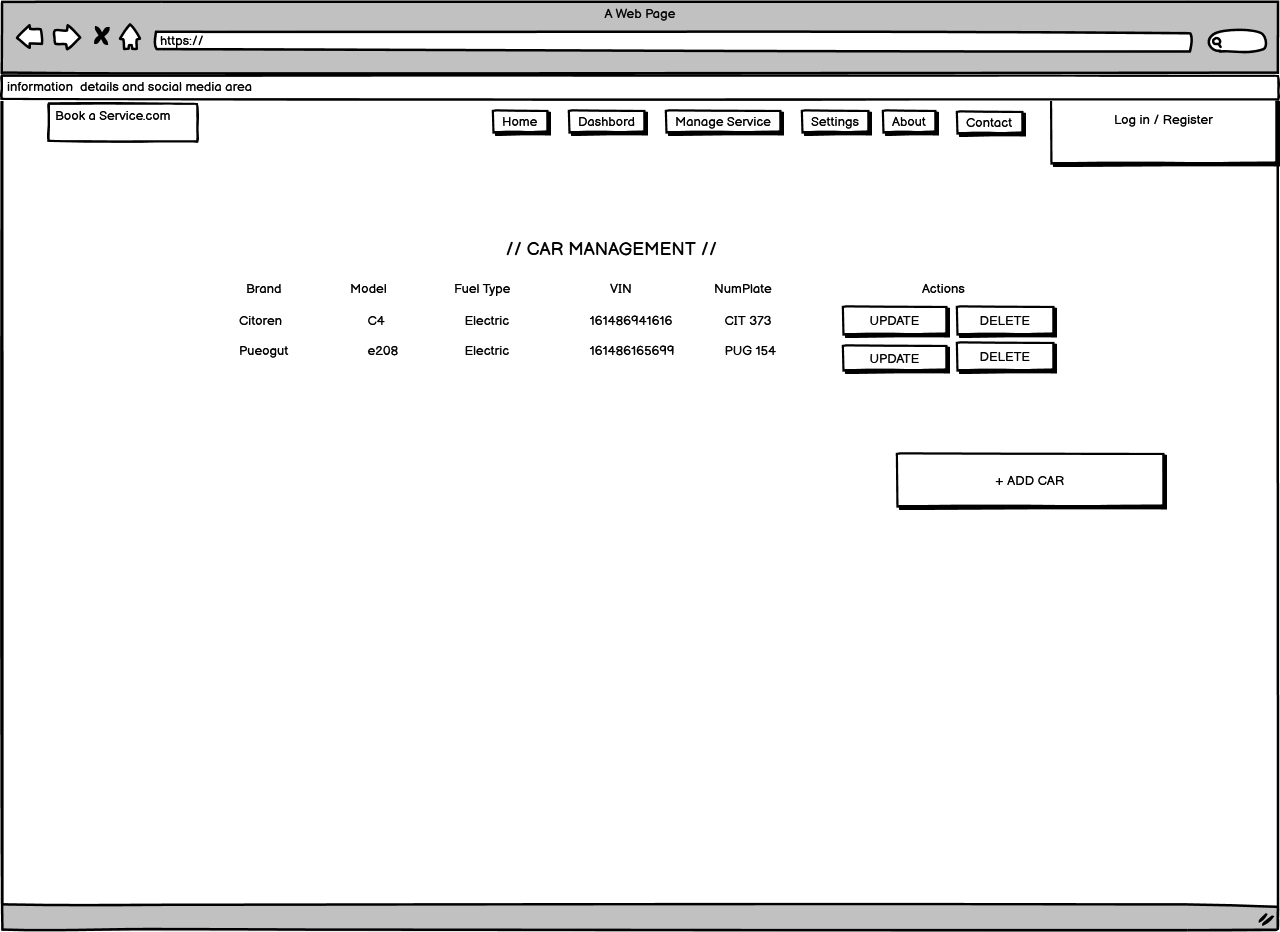 A Web Page
https://
information  details and social media area
Book a Service.com
Home Dashbord Manage Service Settings About Contact Log in / Register
// CAR MANAGEMENT //
Brand Model Fuel Type VIN NumPlate Actions
Citoren C4 Electric 161486941616 CIT 373 UPDATE DELETE
Pueogut e208 Electric 161486165699 PUG 154 UPDATE DELETE
+ ADD CAR